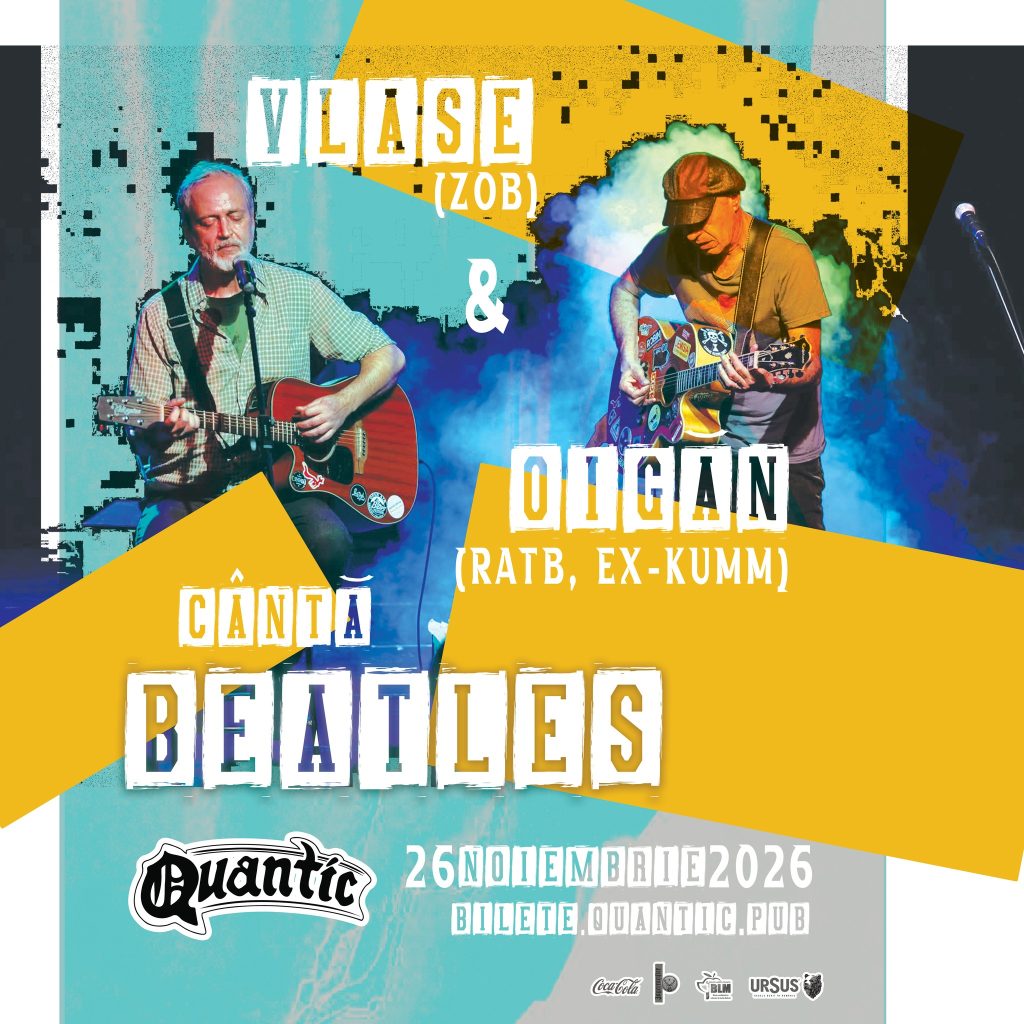 VLASE
(ZOB)
&
OIGAN
(RATB, EX-KUMM)
CÂNTĂ
BEATLES
Quantic
26NOIEMBRIE2026
BILETE.QUANTIC.PUB
Coca-Cola
BLM
URSUS